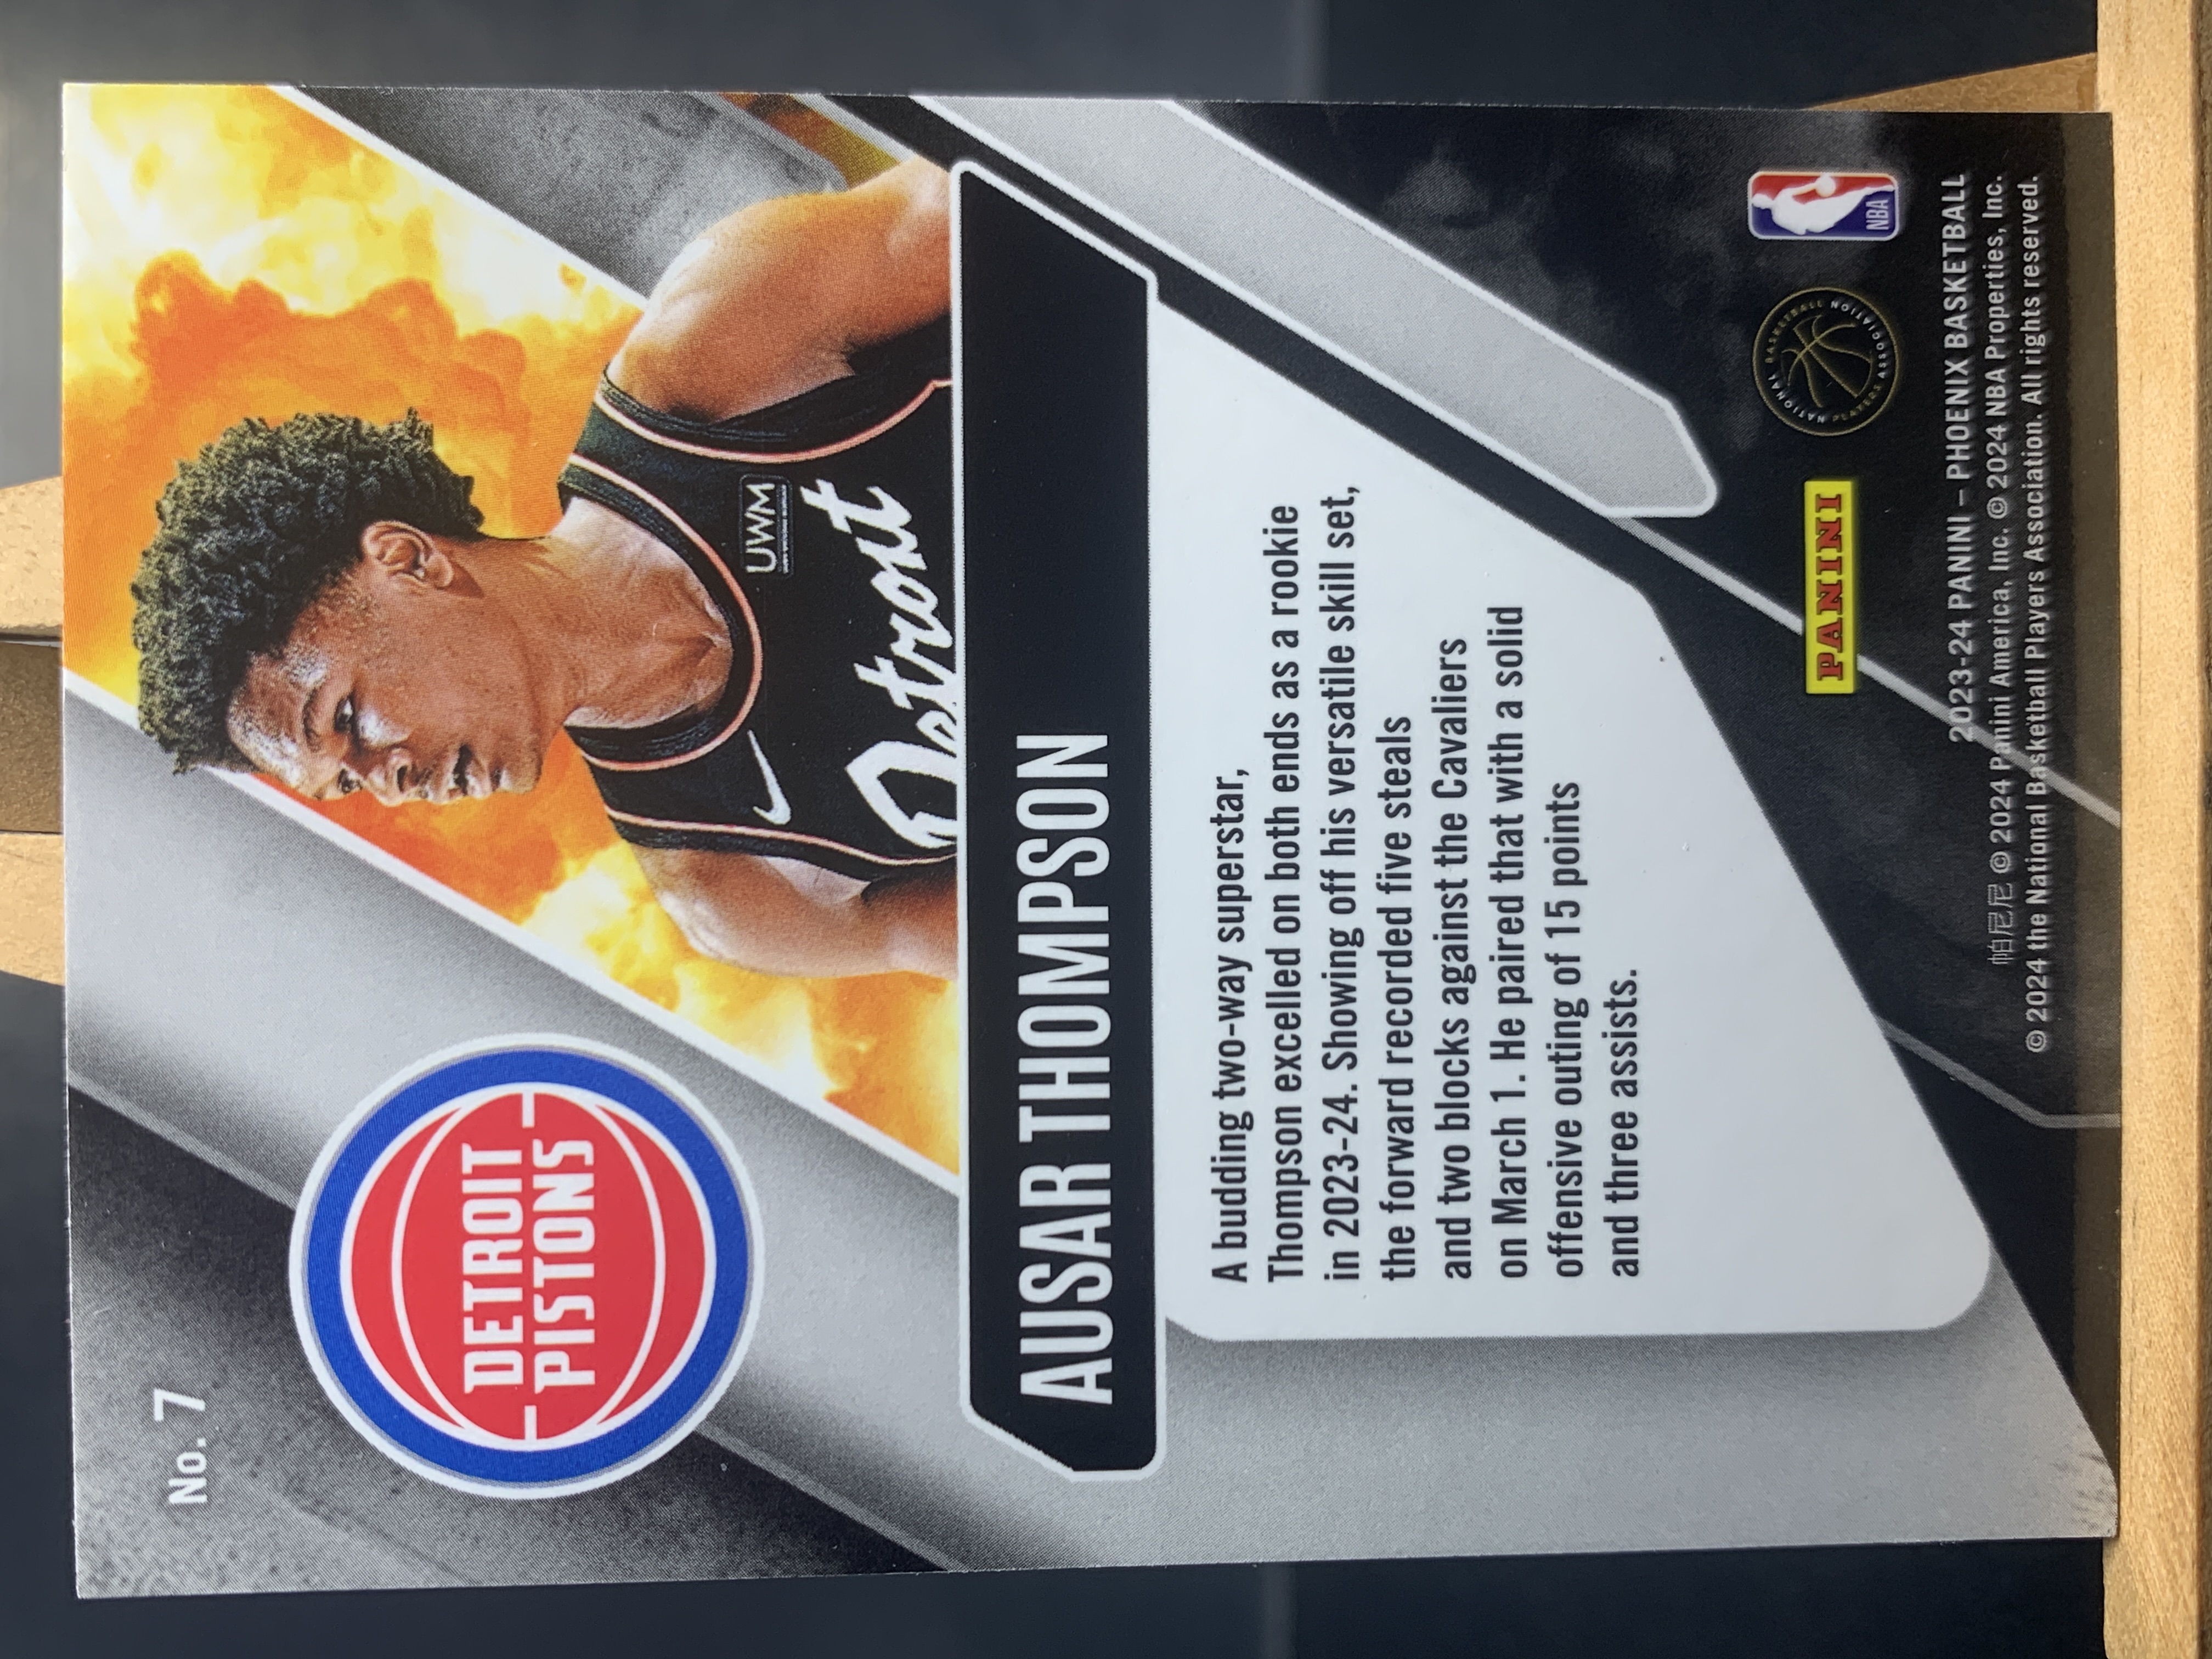 No. 7
DETROIT
PISTONS
UWM
Detroit
AUSAR THOMPSON
A budding two-way superstar,
Thompson excelled on both ends as a rookie
in 2023-24. Showing off his versatile skill set,
the forward recorded five steals
and two blocks against the Cavaliers
on March 1. He paired that with a solid
offensive outing of 15 points
and three assists.
PANINI
NATIONAL BASKETBALL PLAYERS ASSOCIATION
NBA
2023-24 PANINI – PHOENIX BASKETBALL
帕尼尼 © 2024 Panini America, Inc. © 2024 NBA Properties, Inc.
© 2024 the National Basketball Players Association. All rights reserved.